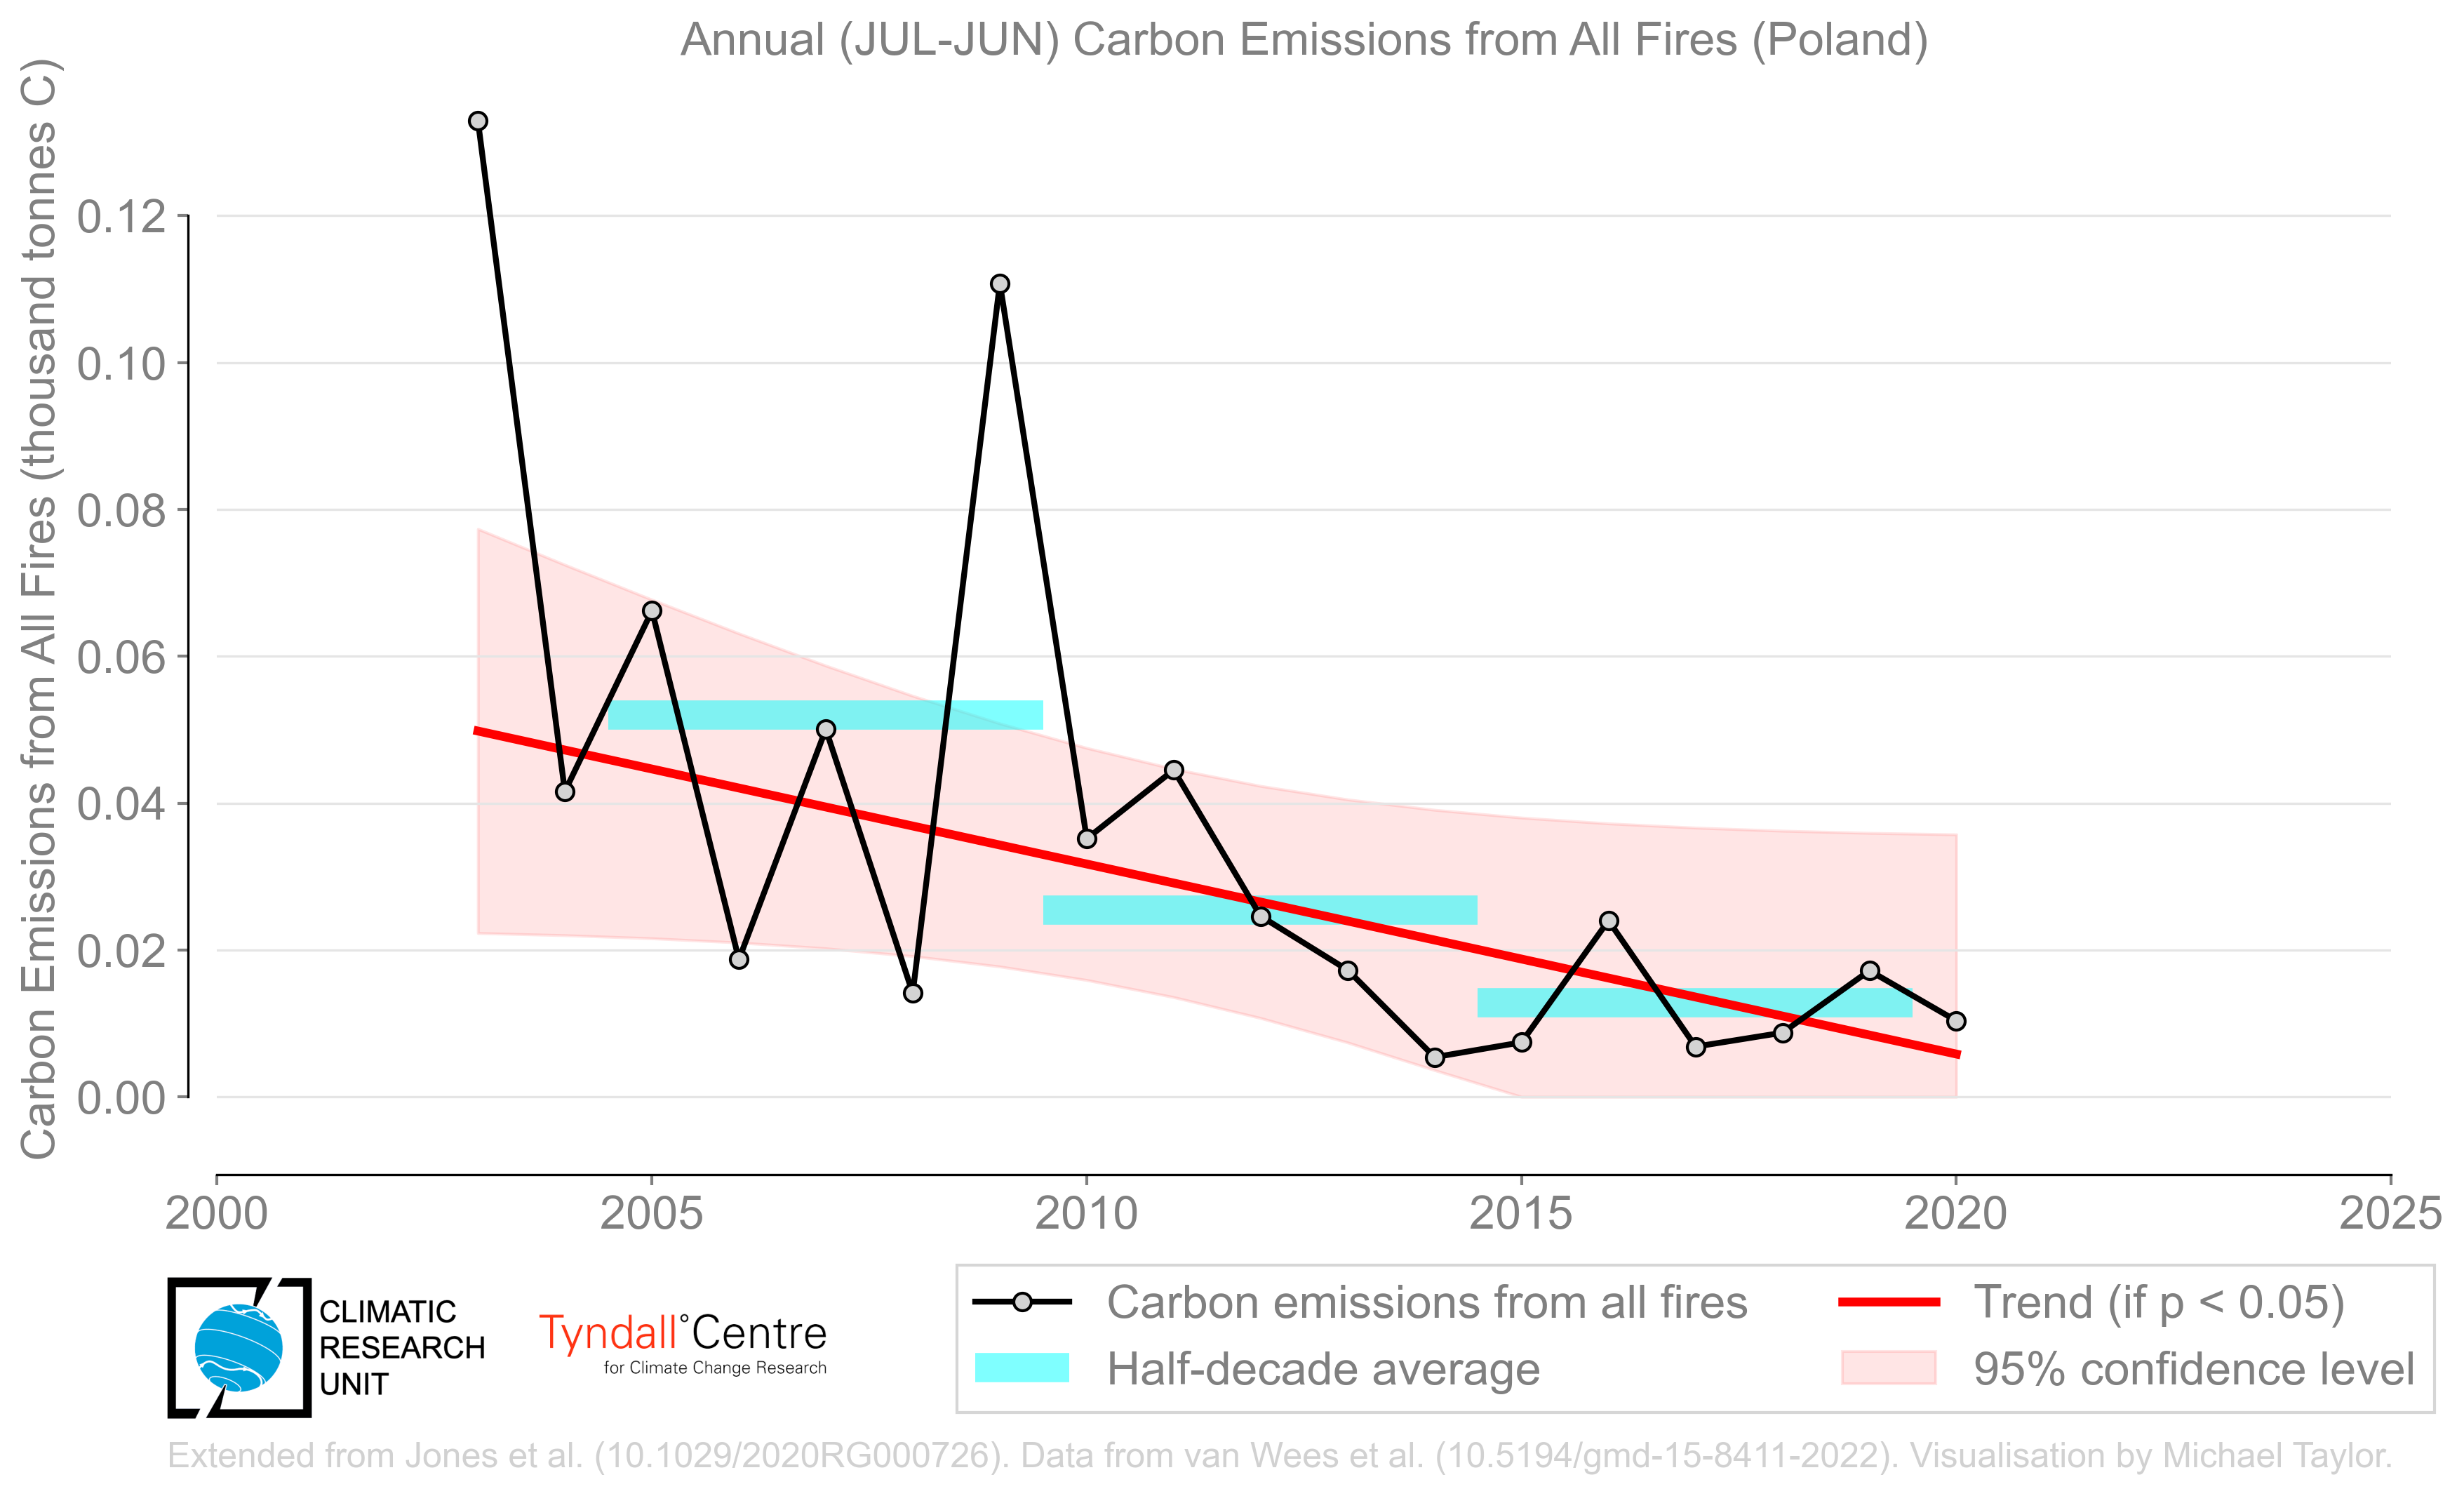 Annual (JUL-JUN) Carbon Emissions from All Fires (Poland)
Carbon Emissions from All Fires (thousand tonnes C)
0.12
0.10
0.08
0.06
0.04
0.02
0.00
2000
2005
2010
2015
2020
2025
CLIMATIC
RESEARCH
UNIT
Tyndall°Centre
for Climate Change Research
Carbon emissions from all fires
Half-decade average
Trend (if p < 0.05)
95% confidence level
Extended from Jones et al. (10.1029/2020RG000726). Data from van Wees et al. (10.5194/gmd-15-8411-2022). Visualisation by Michael Taylor.